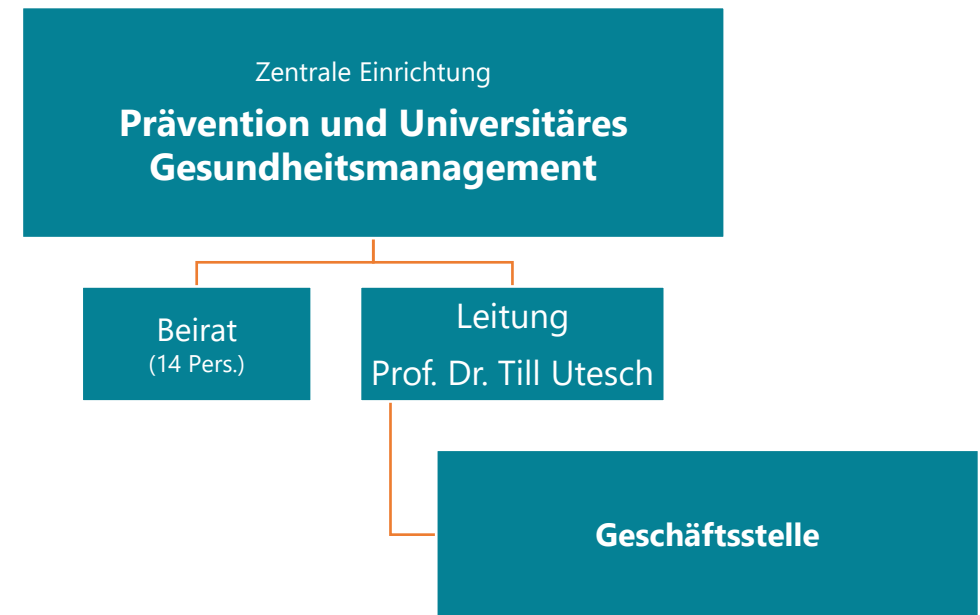 Zentrale Einrichtung
Prävention und Universitäres
Gesundheitsmanagement
Beirat
(14 Pers.)
Leitung
Prof. Dr. Till Utesch
Geschäftsstelle